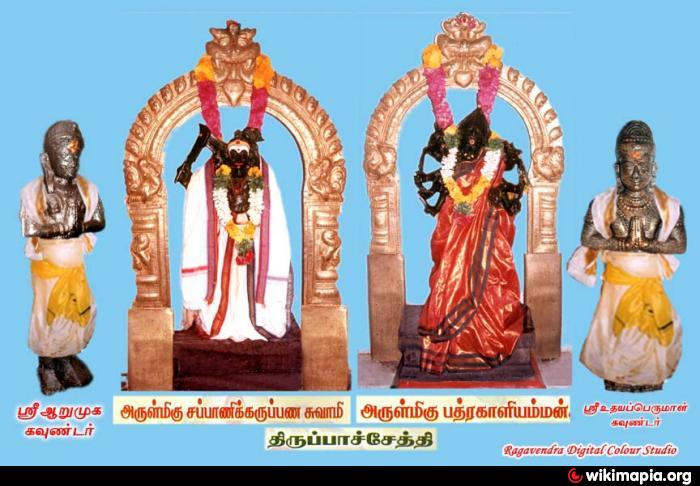 ஸ்ரீ ஆறுமுக
கவுண்டர்
அருள்மிகு சப்பாணிக்கருப்பண சுவாமி
அருள்மிகு பத்ரகாளியம்மன்
ஸ்ரீ உதயப்பெருமாள்
கவுண்டர்
திருப்பாச்சேத்தி
Ragavendra Digital Colour Studio
wikimapia.org